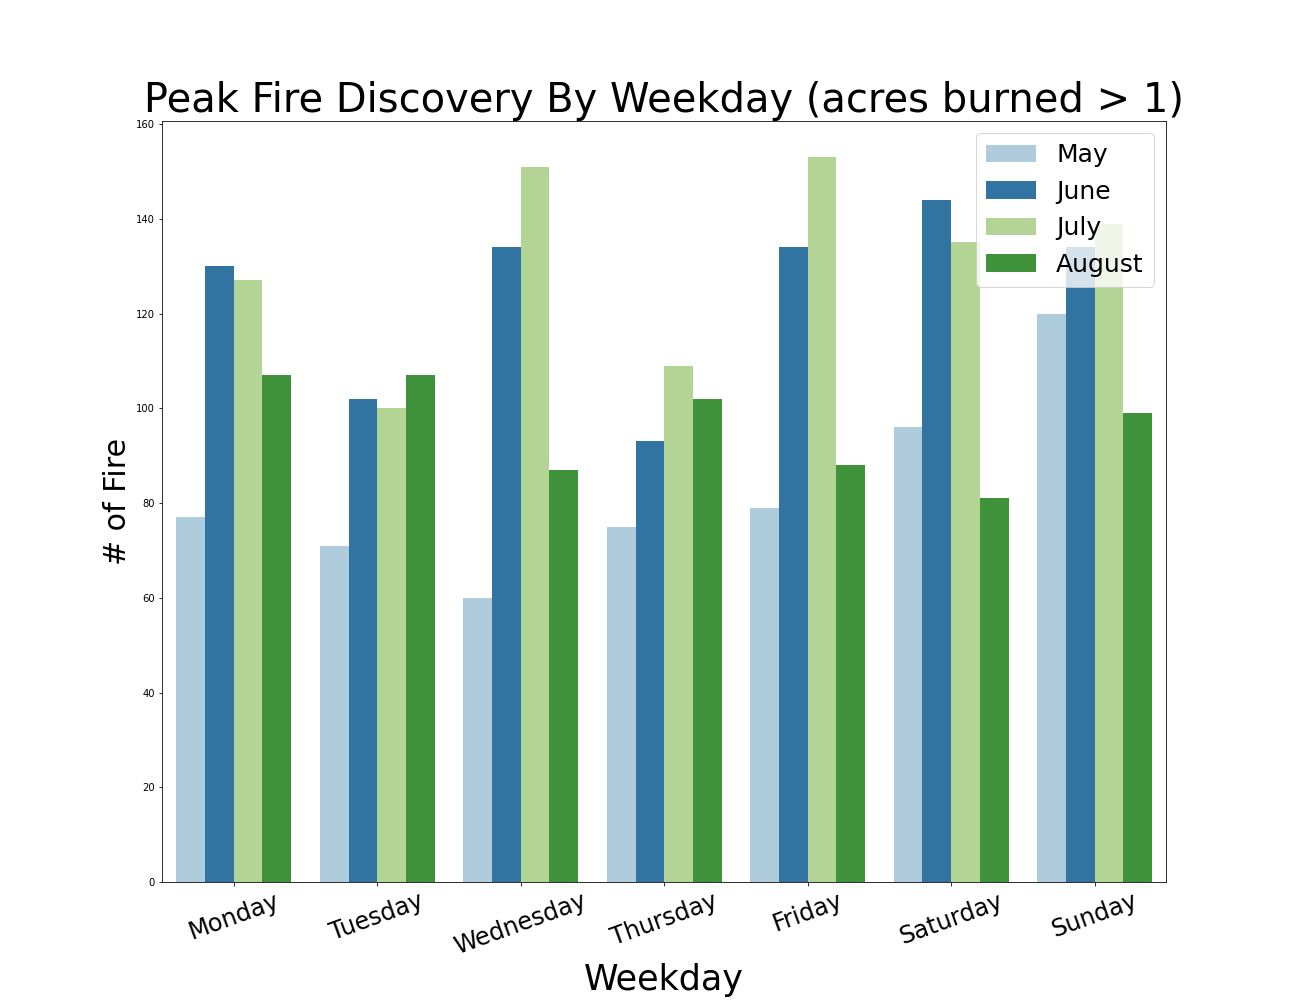 Peak Fire Discovery By Weekday (acres burned > 1)
160
140
120
100
80
60
40
20
0
# of Fire
May
June
July
August
Monday
Tuesday
Wednesday
Thursday
Friday
Saturday
Sunday
Weekday